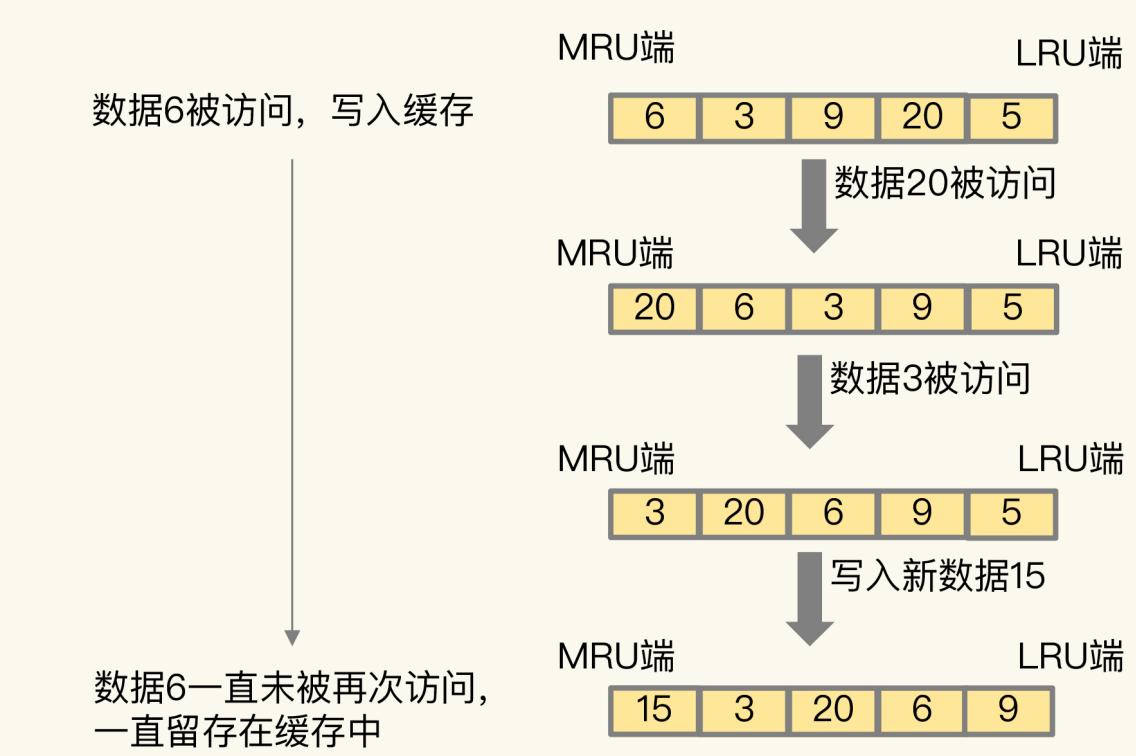 MRU端 LRU端
数据6被访问，写入缓存
6 3 9 20 5
数据20被访问
MRU端 LRU端
20 6 3 9 5
数据3被访问
MRU端 LRU端
3 20 6 9 5
写入新数据15
MRU端 LRU端
数据6一直未被再次访问，
一直留存在缓存中
15 3 20 6 9